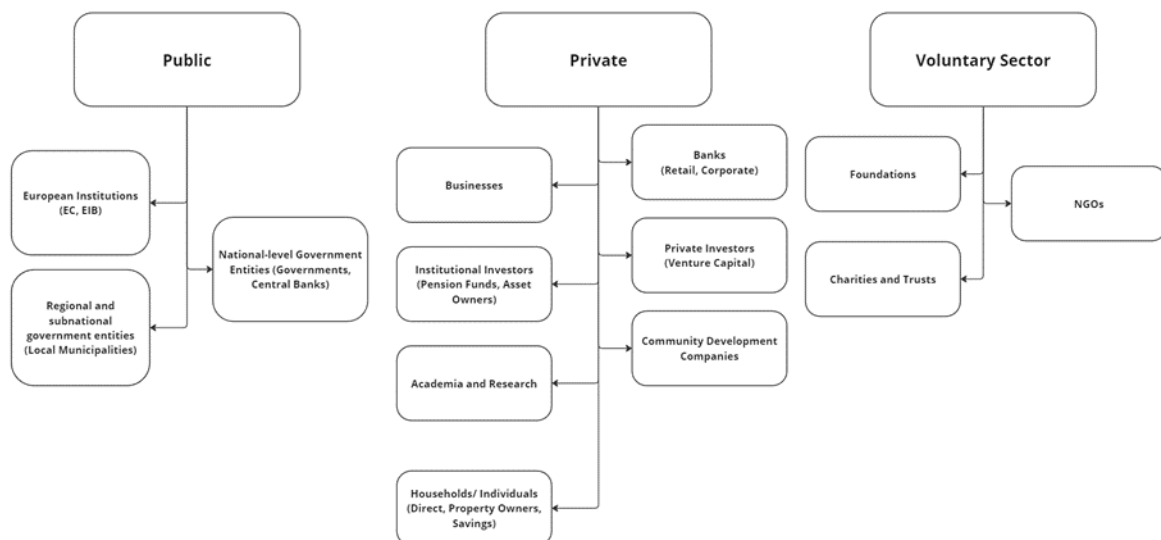 Public
European Institutions
(EC, EIB)
National-level Government
Entities (Governments,
Central Banks)
Regional and
subnational
government entities
(Local Municipalities)
Private
Banks
(Retail, Corporate)
Businesses
Private Investors
(Venture Capital)
Institutional Investors
(Pension Funds, Asset
Owners)
Community Development
Companies
Academia and Research
Households/ Individuals
(Direct, Property Owners,
Savings)
Voluntary Sector
Foundations
NGOs
Charities and Trusts